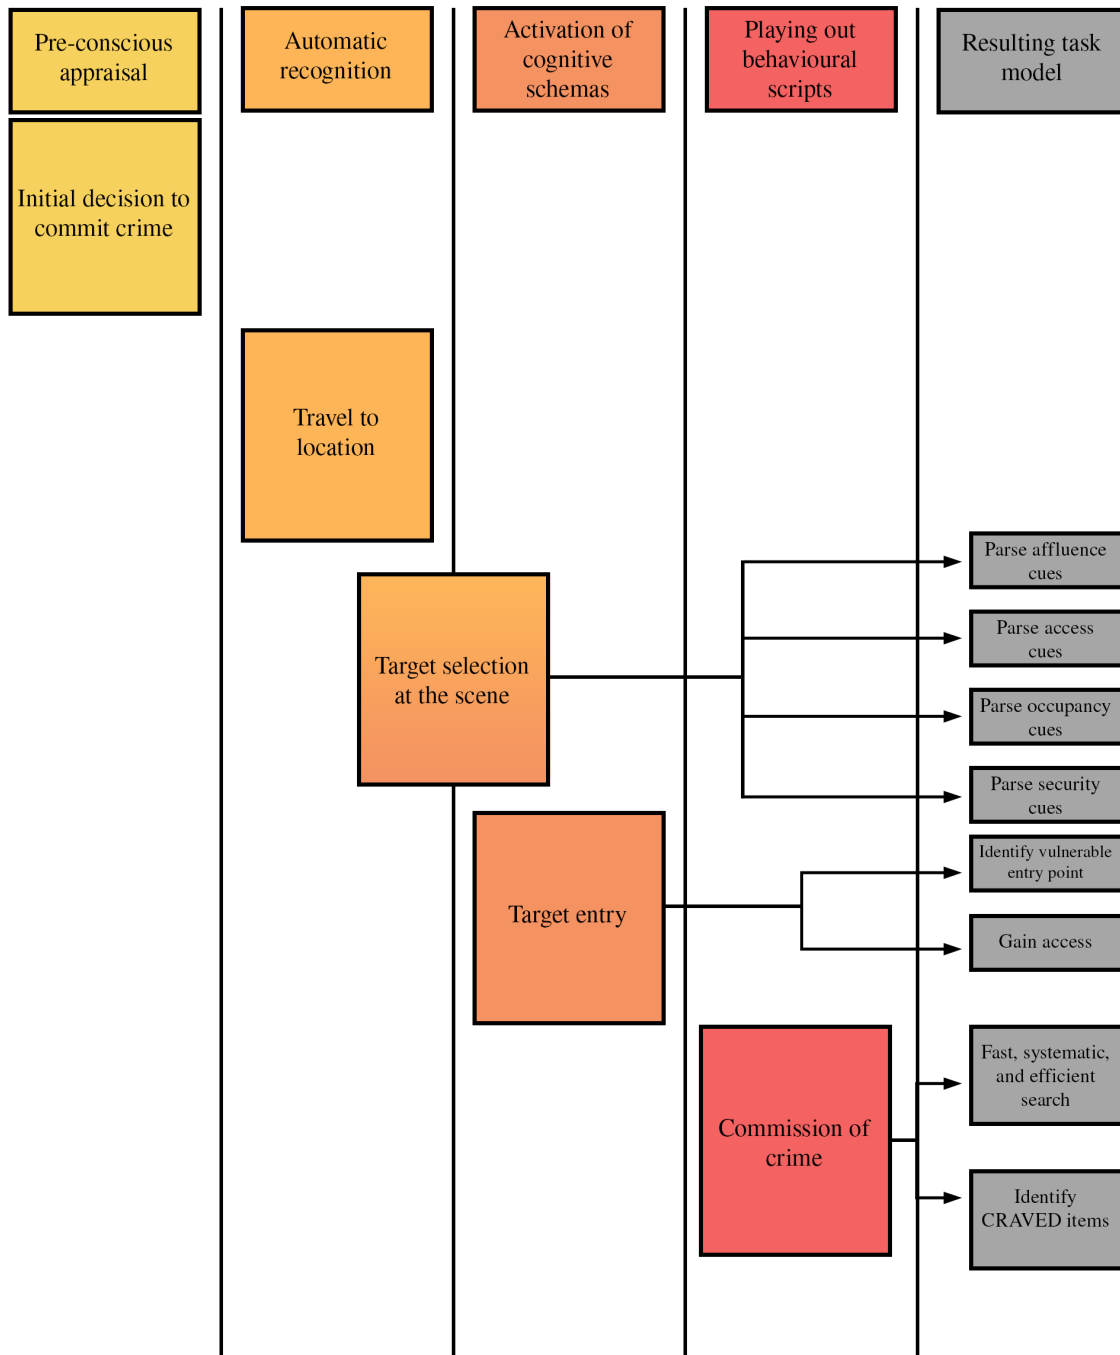 Pre-conscious
appraisal
Automatic
recognition
Activation of
cognitive
schemas
Playing out
behavioural
scripts
Resulting task
model
Initial decision to
commit crime
Travel to
location
Target selection
at the scene
Parse affluence
cues
Parse access
cues
Parse occupancy
cues
Parse security
cues
Target entry
Identify vulnerable
entry point
Gain access
Commission of
crime
Fast, systematic,
and efficient
search
Identify
CRAVED items